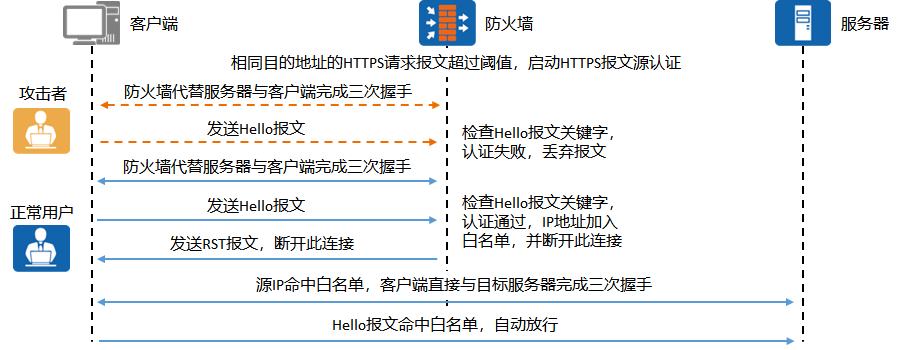 客户端
防火墙
服务器
相同目的地址的HTTPS请求报文超过阈值，启动HTTPS报文源认证
攻击者
防火墙代替服务器与客户端完成三次握手
发送Hello报文
检查Hello报文关键字，
认证失败，丢弃报文
防火墙代替服务器与客户端完成三次握手
正常用户
发送Hello报文
检查Hello报文关键字，
认证通过，IP地址加入
白名单，并断开此连接
发送RST报文，断开此连接
源IP命中白名单，客户端直接与目标服务器完成三次握手
Hello报文命中白名单，自动放行